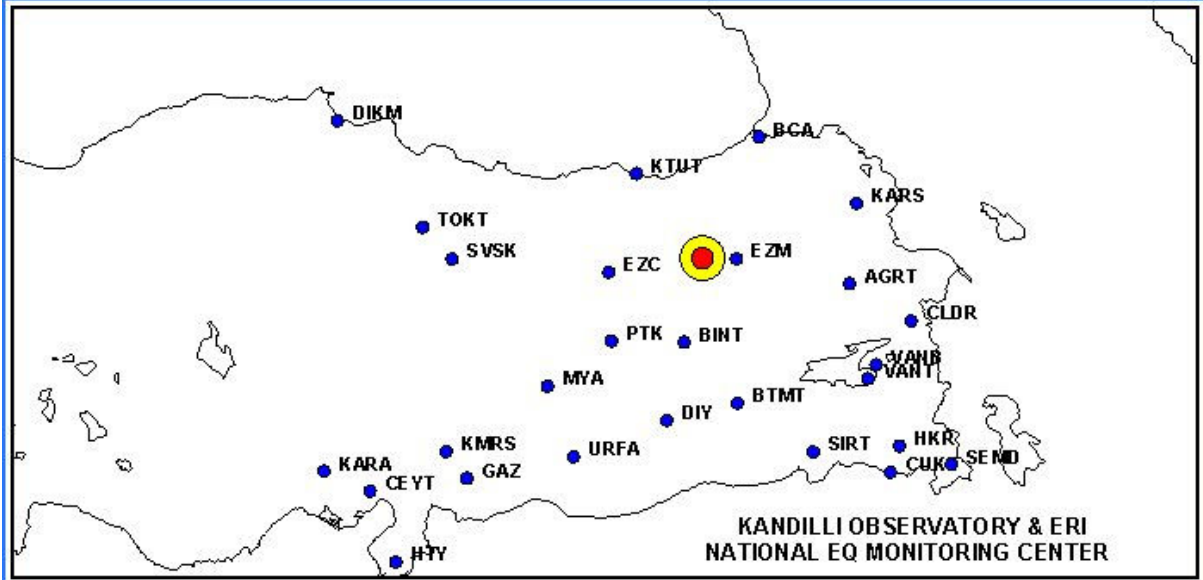 DIKM
BCA
KTUT
KARS
TOKT
SVSK
EZC
EZM
AGRT
CLDR
PTK
BINT
VANB
VANT
MYA
BTMT
DIY
KMRS
URFA
SIRT
HKR
KARA
GAZ
CUK
SEMD
CEYT
HTY
KANDILLI OBSERVATORY & ERI
NATIONAL EQ MONITORING CENTER